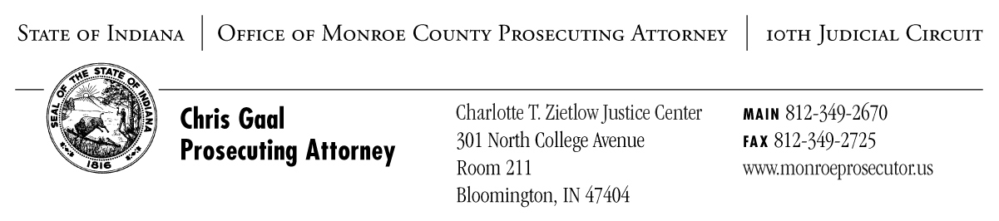 State of Indiana | Office of Monroe County Prosecuting Attorney | 10th Judicial Circuit
SEAL OF THE STATE OF INDIANA
1816
Chris Gaal
Prosecuting Attorney
Charlotte T. Zietlow Justice Center
301 North College Avenue
Room 211
Bloomington, IN 47404
MAIN 812-349-2670
FAX 812-349-2725
www.monroeprosecutor.us